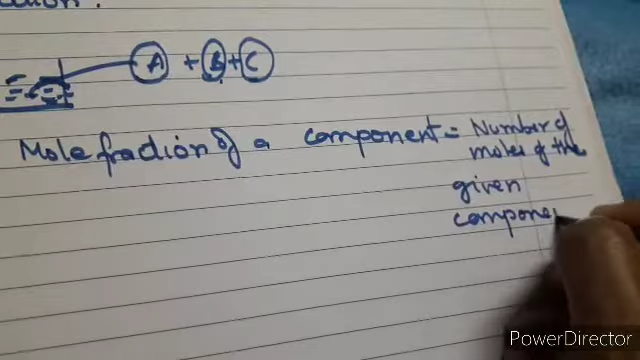 A + B + C
Mole fraction of a component = Number of
moles of the
given
compone
PowerDirector